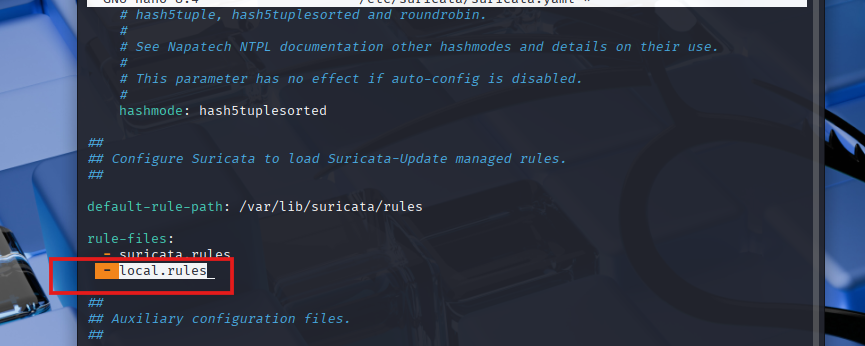 GNU nano 8.4 /etc/suricata/suricata.yaml *
# hash5tuple, hash5tuplesorted and roundrobin.
#
# See Napatech NTPL documentation other hashmodes and details on their use.
#
# This parameter has no effect if auto-config is disabled.
#
hashmode: hash5tuplesorted
##
## Configure Suricata to load Suricata-Update managed rules.
##
default-rule-path: /var/lib/suricata/rules
rule-files:
- suricata.rules
- local.rules
##
## Auxiliary configuration files.
##